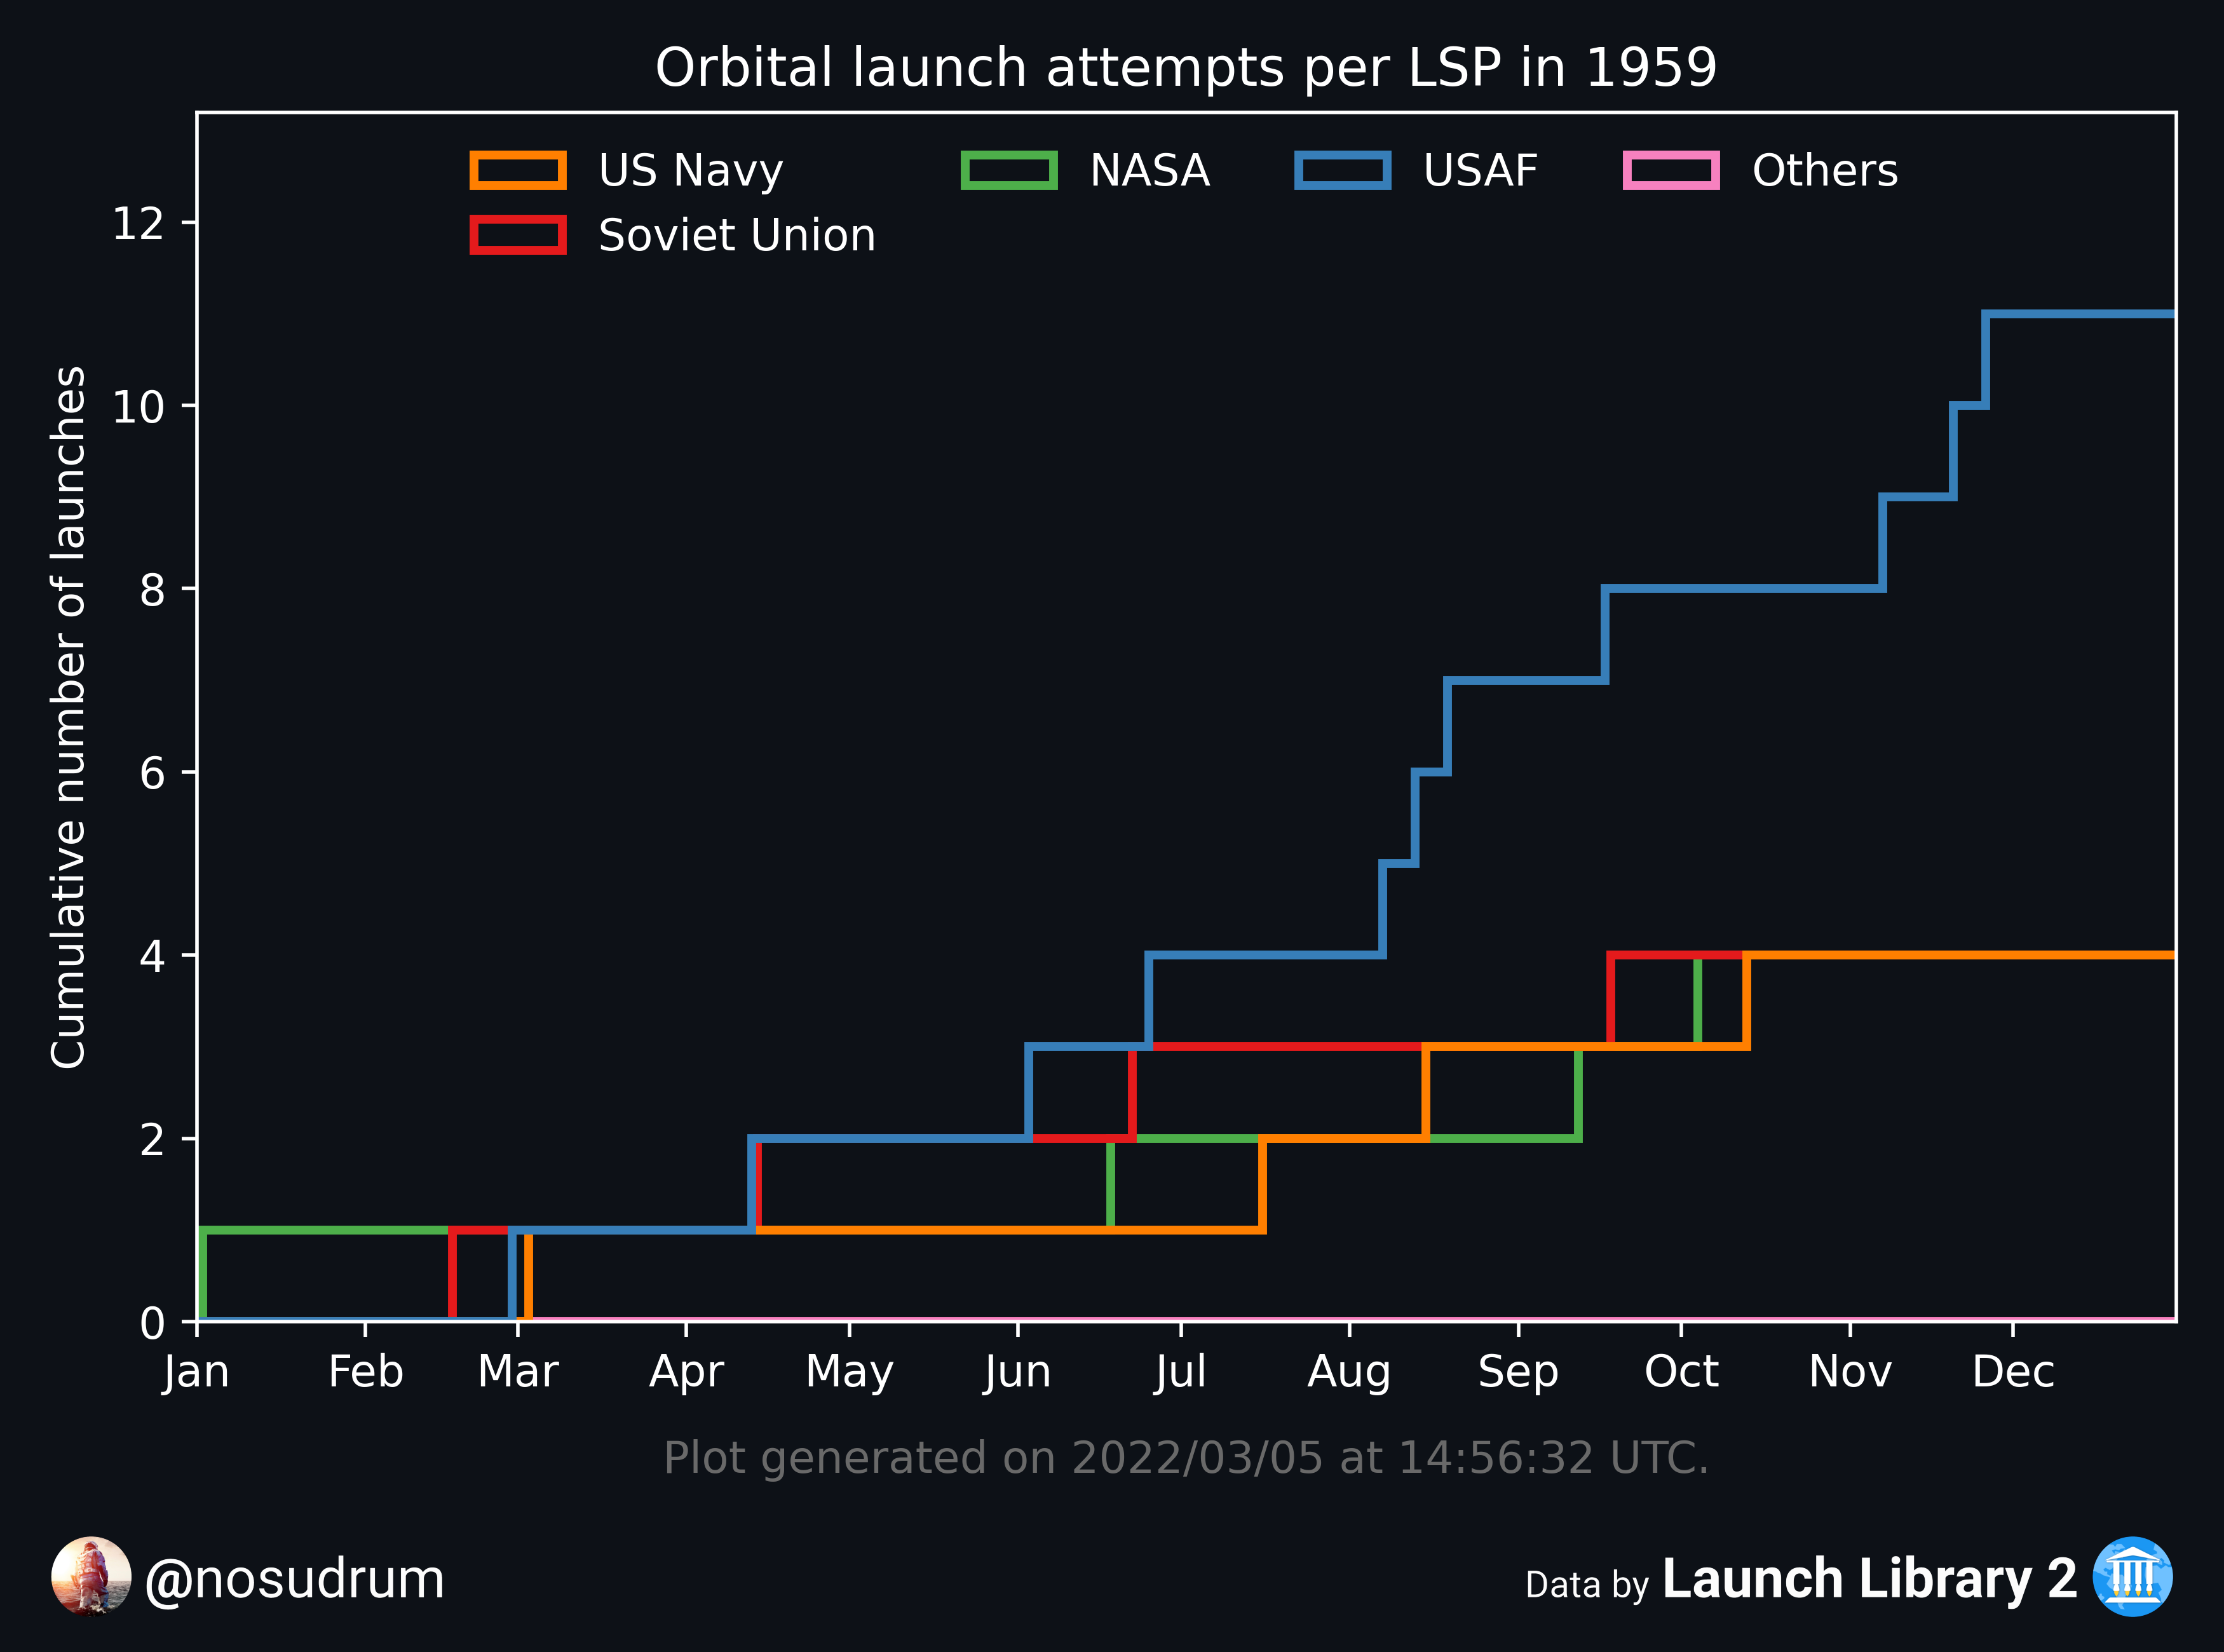 Orbital launch attempts per LSP in 1959
US Navy
NASA
USAF
Others
Soviet Union
Cumulative number of launches
12
10
8
6
4
2
0
Jan Feb Mar Apr May Jun Jul Aug Sep Oct Nov Dec
Plot generated on 2022/03/05 at 14:56:32 UTC.
@nosudrum
Data by Launch Library 2